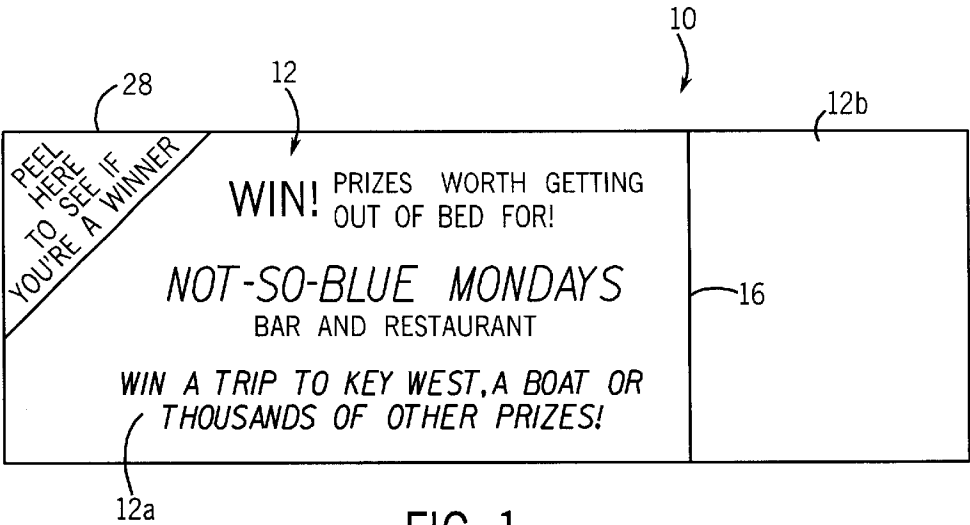 10
12
28
12b
PEEL
HERE
TO SEE IF
YOU'RE A WINNER
WIN! PRIZES WORTH GETTING
OUT OF BED FOR!
NOT-SO-BLUE MONDAYS
BAR AND RESTAURANT
16
WIN A TRIP TO KEY WEST, A BOAT OR
THOUSANDS OF OTHER PRIZES!
12a
FIG. 1